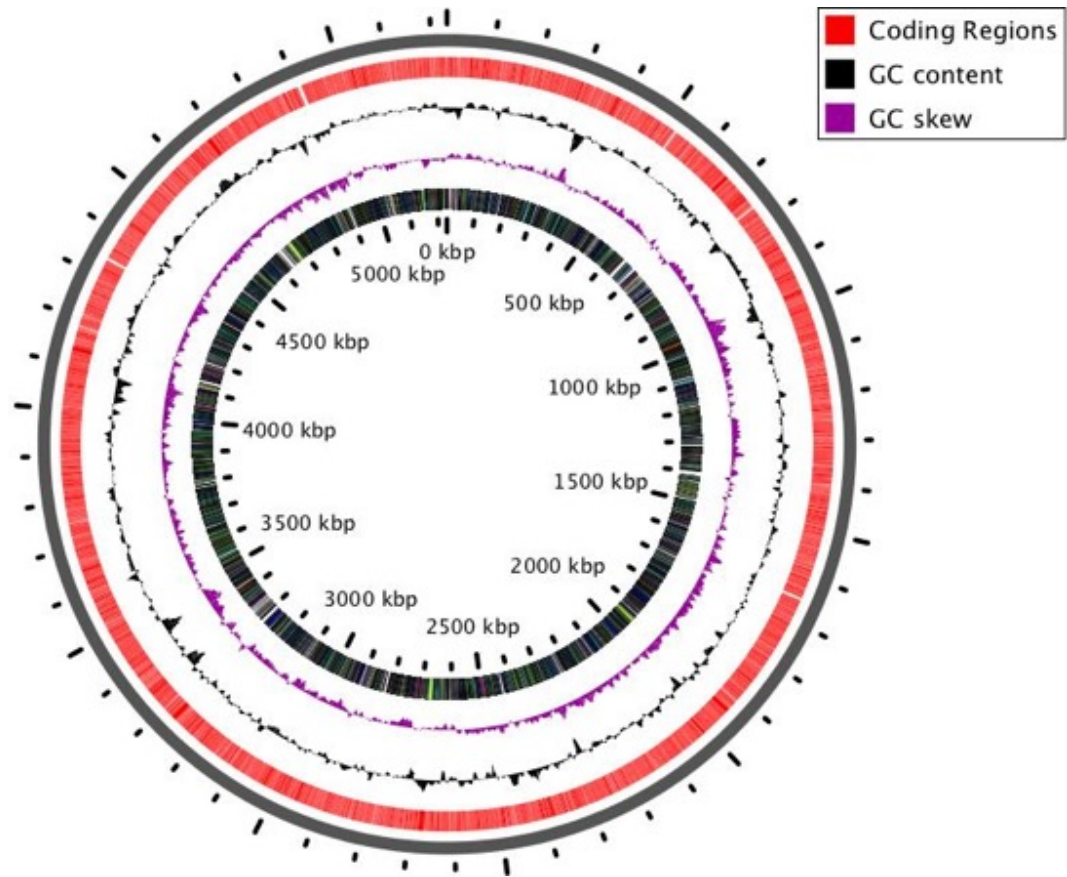 Coding Regions
GC content
GC skew
0 kbp
5000 kbp
500 kbp
4500 kbp
1000 kbp
4000 kbp
1500 kbp
3500 kbp
2000 kbp
3000 kbp
2500 kbp